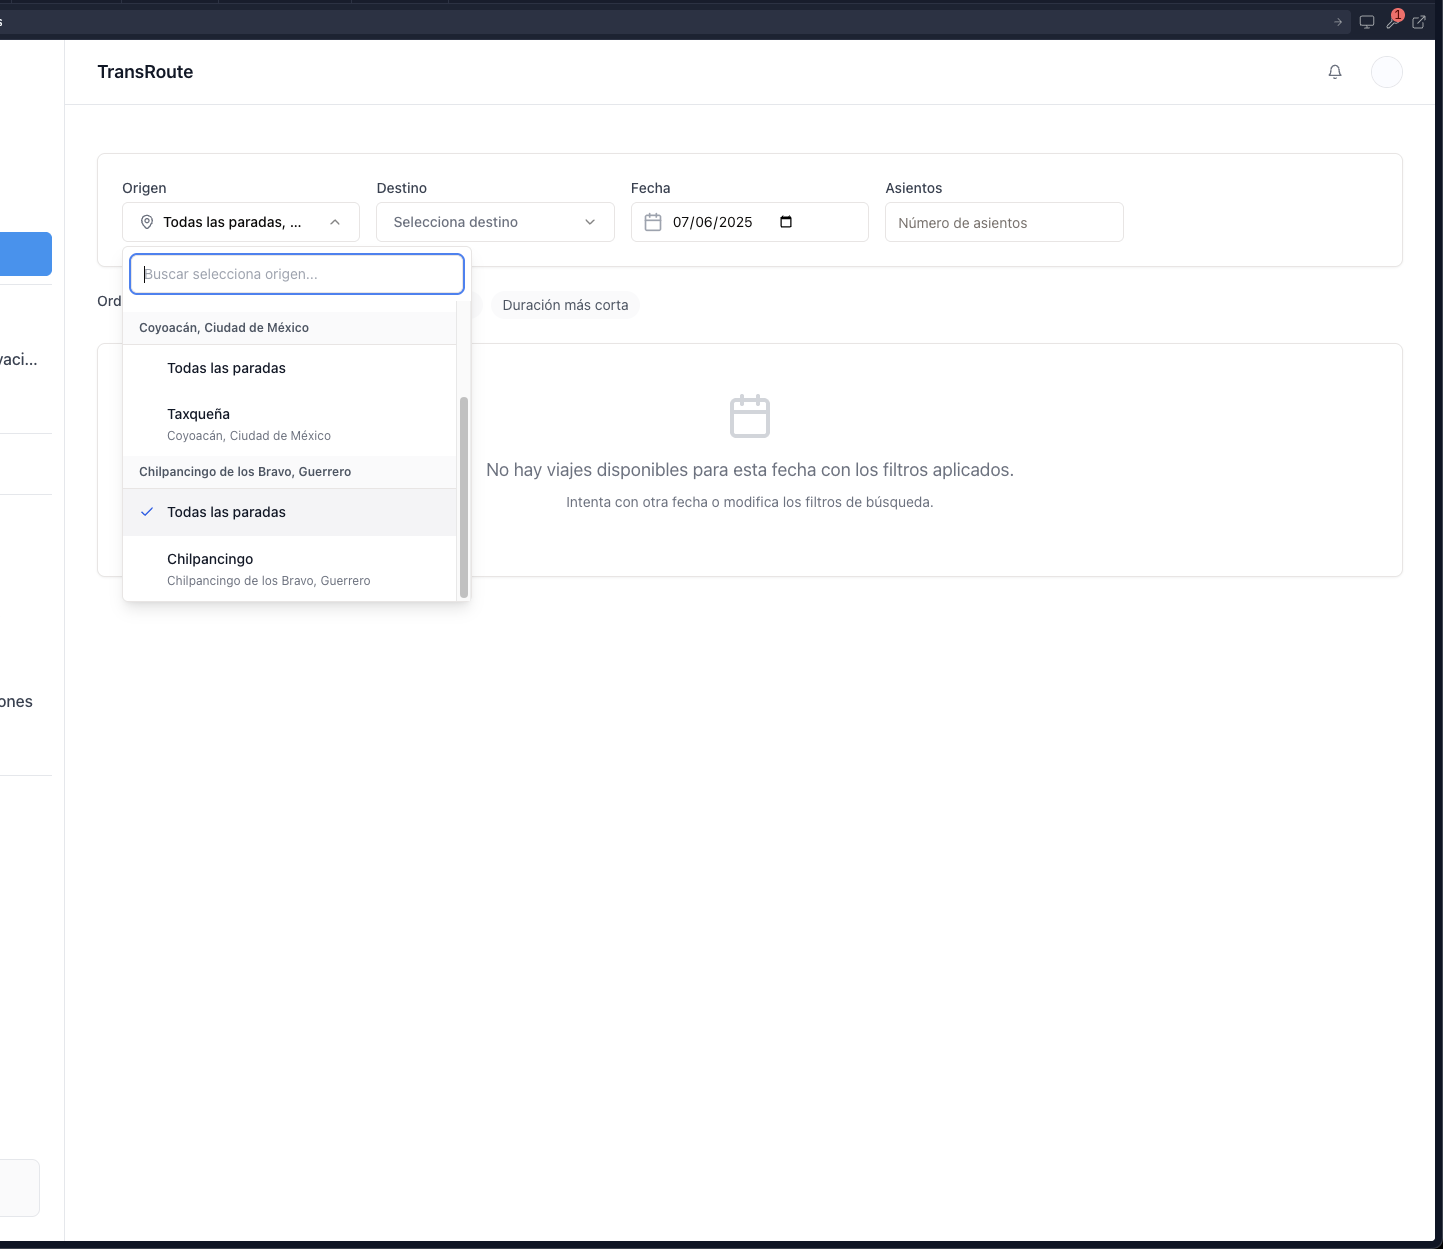 s
1
TransRoute
Origen
Destino
Fecha
Asientos
Todas las paradas, ...
Selecciona destino
07/06/2025
Número de asientos
Buscar selecciona origen...
Ord
Duración más corta
Coyoacán, Ciudad de México
Todas las paradas
Taxqueña
Coyoacán, Ciudad de México
Chilpancingo de los Bravo, Guerrero
Todas las paradas
Chilpancingo
Chilpancingo de los Bravo, Guerrero
No hay viajes disponibles para esta fecha con los filtros aplicados.
Intenta con otra fecha o modifica los filtros de búsqueda.
vaci...
ones